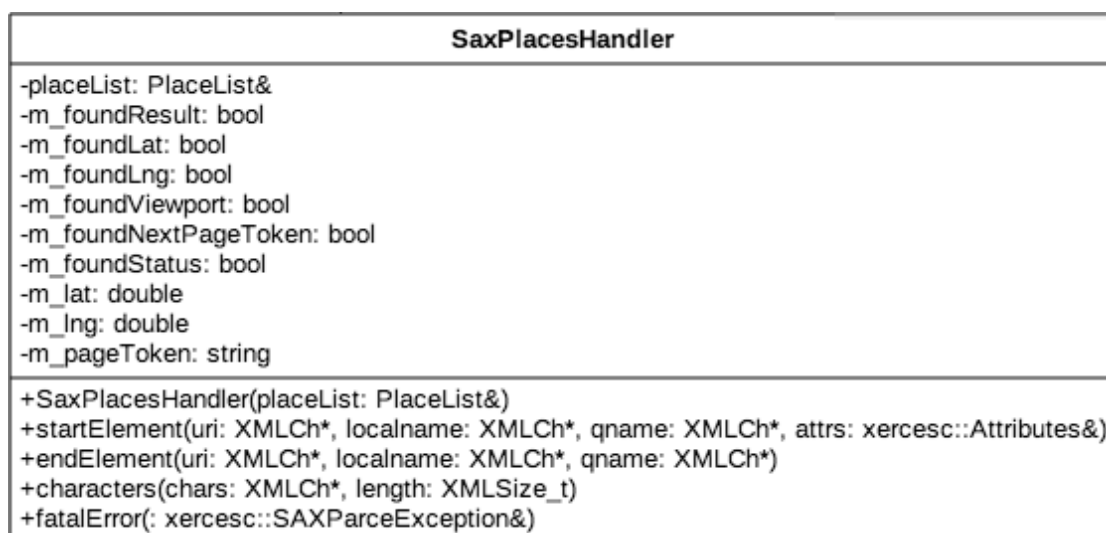 SaxPlacesHandler
-placeList: PlaceList&
-m_foundResult: bool
-m_foundLat: bool
-m_foundLng: bool
-m_foundViewport: bool
-m_foundNextPageToken: bool
-m_foundStatus: bool
-m_lat: double
-m_lng: double
-m_pageToken: string
+SaxPlacesHandler(placeList: PlaceList&)
+startElement(uri: XMLCh*, localname: XMLCh*, qname: XMLCh*, attrs: xercesc::Attributes&)
+endElement(uri: XMLCh*, localname: XMLCh*, qname: XMLCh*)
+characters(chars: XMLCh*, length: XMLSize_t)
+fatalError(: xercesc::SAXParceException&)